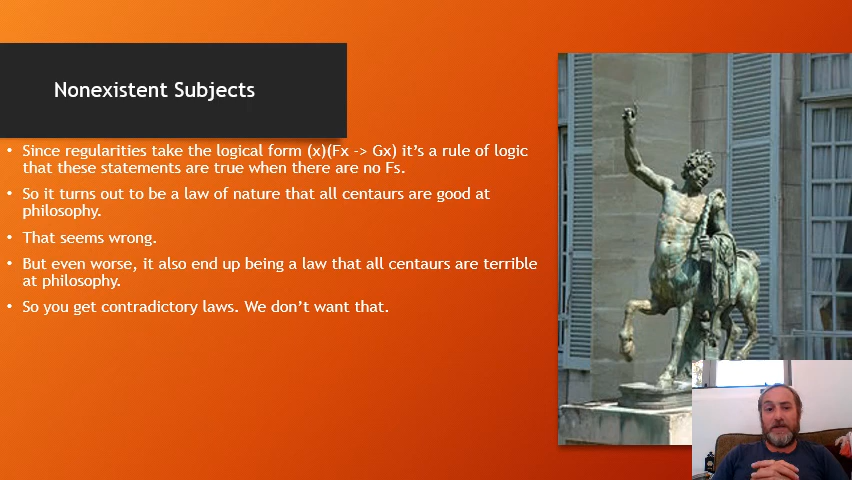 Nonexistent Subjects
• Since regularities take the logical form (x)(Fx -> Gx) it's a rule of logic
that these statements are true when there are no Fs.
• So it turns out to be a law of nature that all centaurs are good at
philosophy.
• That seems wrong.
• But even worse, it also end up being a law that all centaurs are terrible
at philosophy.
• So you get contradictory laws. We don't want that.